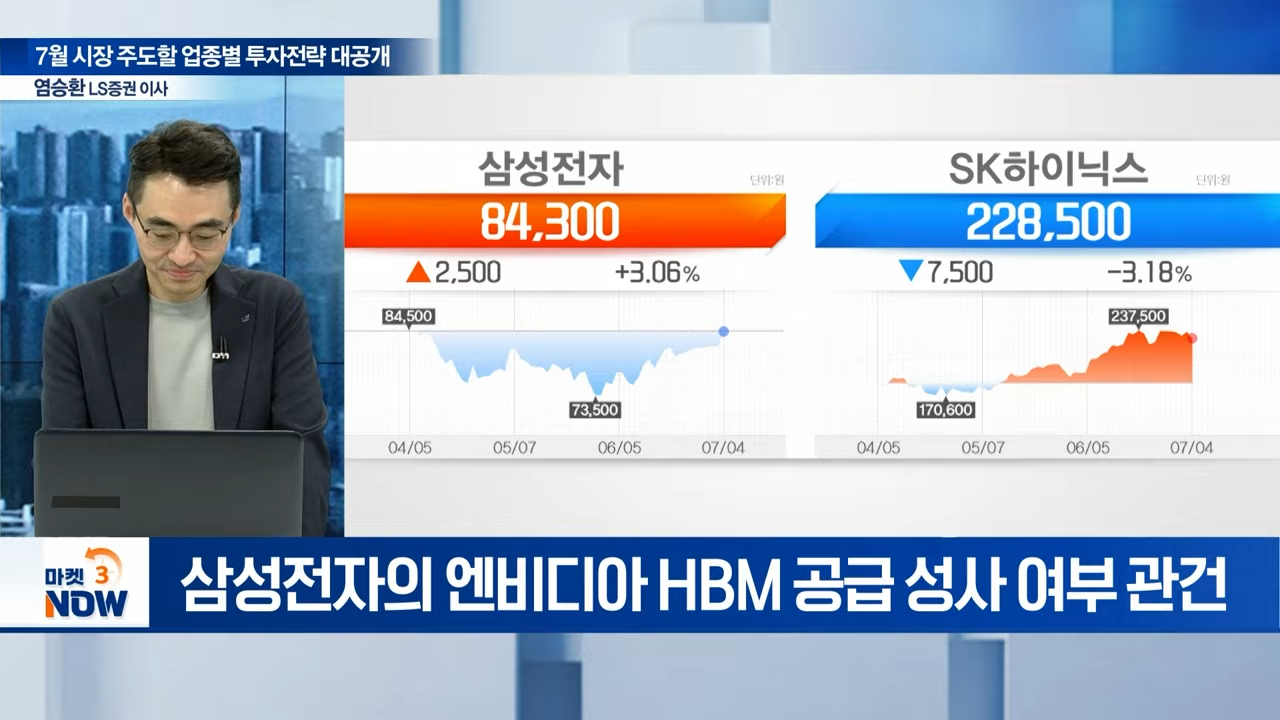 7월 시장 주도할 업종별 투자전략 대공개
염승환 LS증권 이사
삼성전자
단위:원
84,300
▲2,500 +3.06%
84,500
73,500
04/05 05/07 06/05 07/04
SK하이닉스
단위:원
228,500
▼7,500 -3.18%
237,500
170,600
04/05 05/07 06/05 07/04
마켓 3
NOW
삼성전자의 엔비디아 HBM 공급 성사 여부 관건